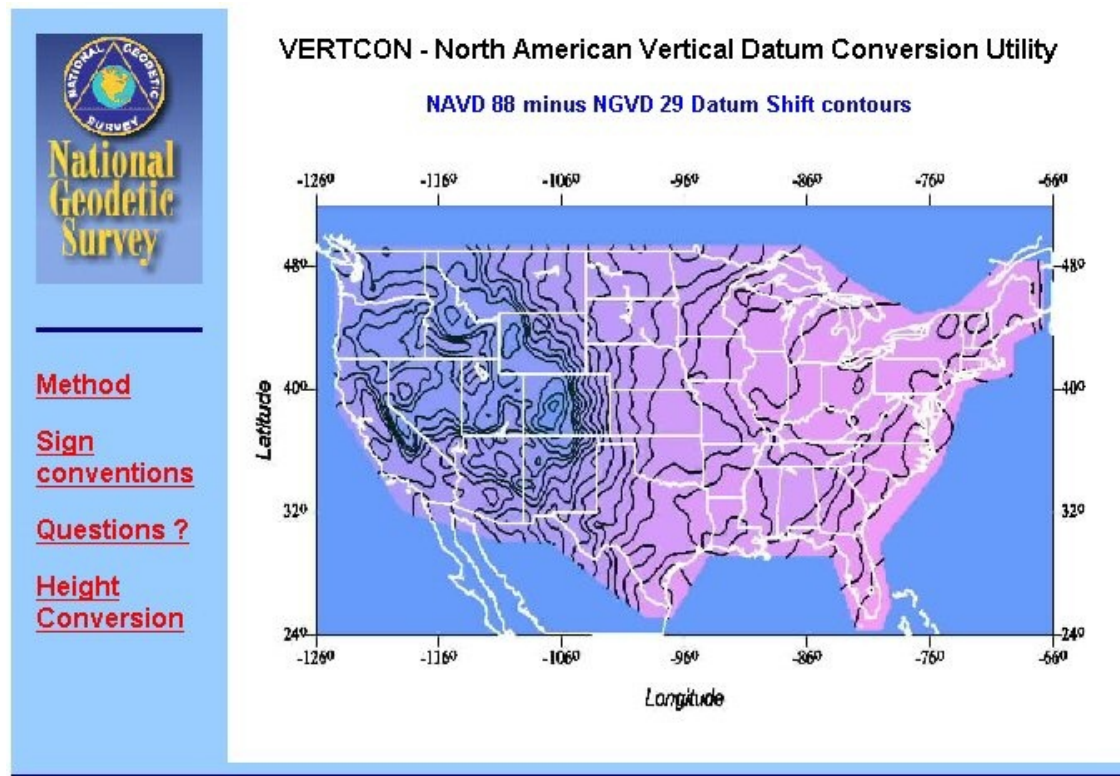 NATIONAL GEODETIC
SURVEY
National
Geodetic
Survey
Method
Sign
conventions
Questions ?
Height
Conversion
VERTCON - North American Vertical Datum Conversion Utility
NAVD 88 minus NGVD 29 Datum Shift contours
-126º -116º -106º -96º -86º -76º -66º
48º 48º
40º 40º
32º 32º
24º 24º
-126º -116º -106º -96º -86º -76º -66º
Latitude
Longitude